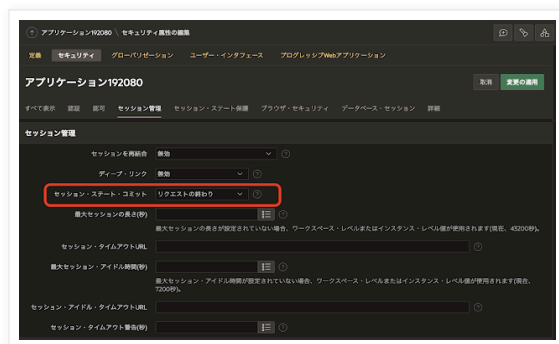 アプリケーション192080 \ セキュリティ属性の編集
定義 セキュリティ グローバリゼーション ユーザー・インタフェース プログレッシブWebアプリケーション
アプリケーション192080 取消 変更の適用
すべて表示 認証 認可 セッション管理 セッション・ステート保護 ブラウザ・セキュリティ データベース・セッション 詳細
セッション管理
セッションを再結合 無効
ディープ・リンク 無効
セッション・ステート・コミット リクエストの終わり
最大セッションの長さ(秒)
最大セッションの長さが設定されていない場合、ワークスペース・レベルまたはインスタンス・レベル値が使用されます(現在、43200秒)。
セッション・タイムアウトURL
最大セッション・アイドル時間(秒)
最大セッション・アイドル時間が設定されていない場合、ワークスペース・レベルまたはインスタンス・レベル値が使用されます(現在、
7200秒)。
セッション・アイドル・タイムアウトURL
セッション・タイムアウト警告(秒)